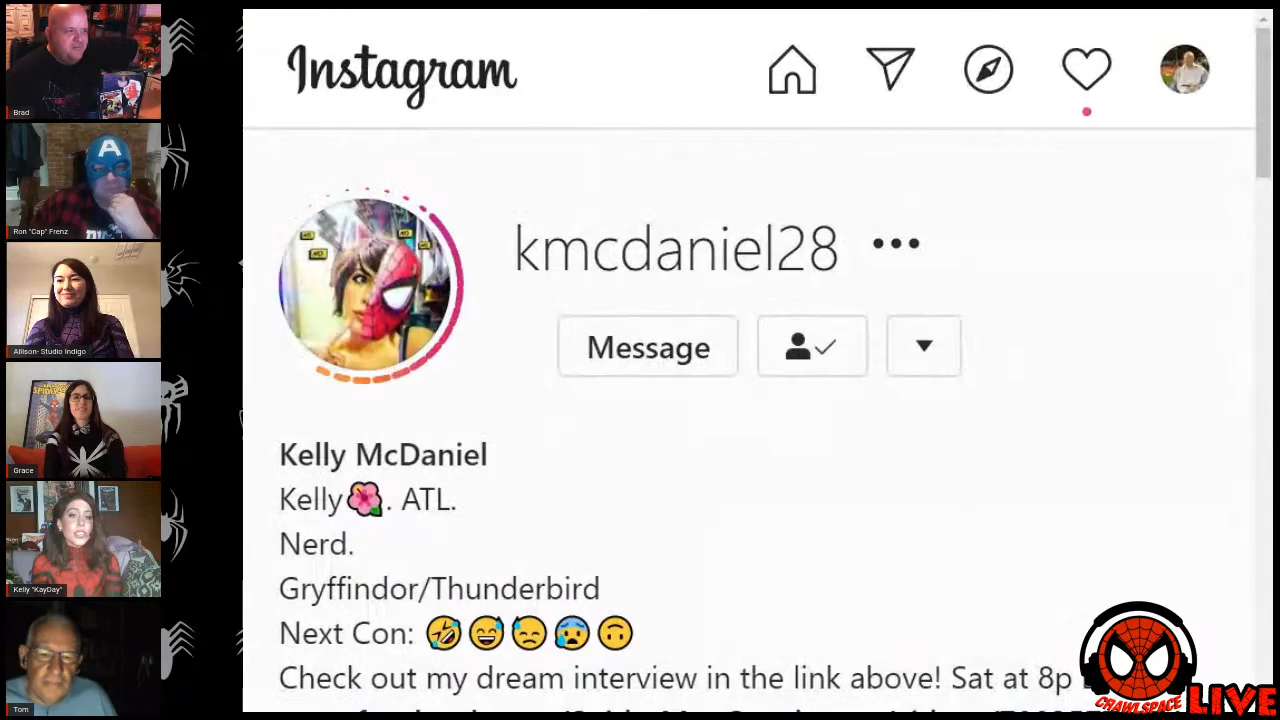 Brad
Ron "Cap" Frenz
Allison- Studio Indigo
Grace
Kelly "KayDay"
Tom
A
Instagram
kmcdaniel28
Message
Kelly McDaniel
Kelly🌺. ATL.
Nerd.
Gryffindor/Thunderbird
Next Con: 🤣😅😓😰🙃
Check out my dream interview in the link above! Sat at 8p
CRAWLSPACE
LIVE